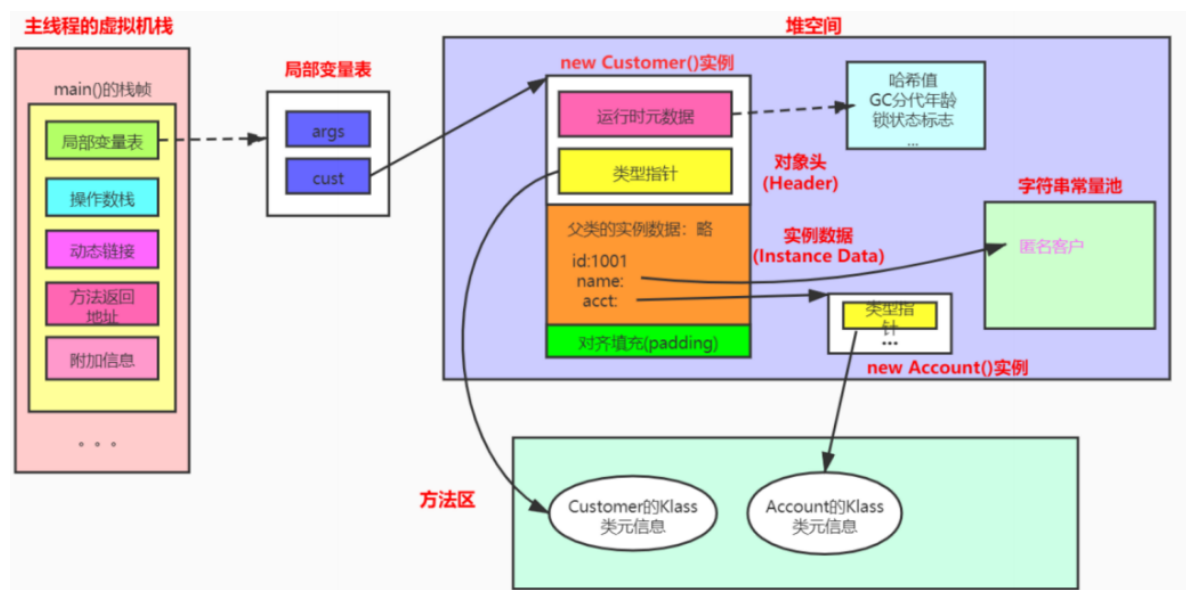 主线程的虚拟机栈
main()的栈帧
局部变量表
操作数栈
动态链接
方法返回
地址
附加信息
。。。
局部变量表
args
cust
堆空间
new Customer()实例
运行时元数据
类型指针
对象头
(Header)
哈希值
GC分代年龄
锁状态标志
...
父类的实例数据：略
id:1001
name:
acct:
实例数据
(Instance Data)
对齐填充(padding)
字符串常量池
匿名客户
类型指
针
...
new Account()实例
方法区
Customer的Klass
类元信息
Account的Klass
类元信息